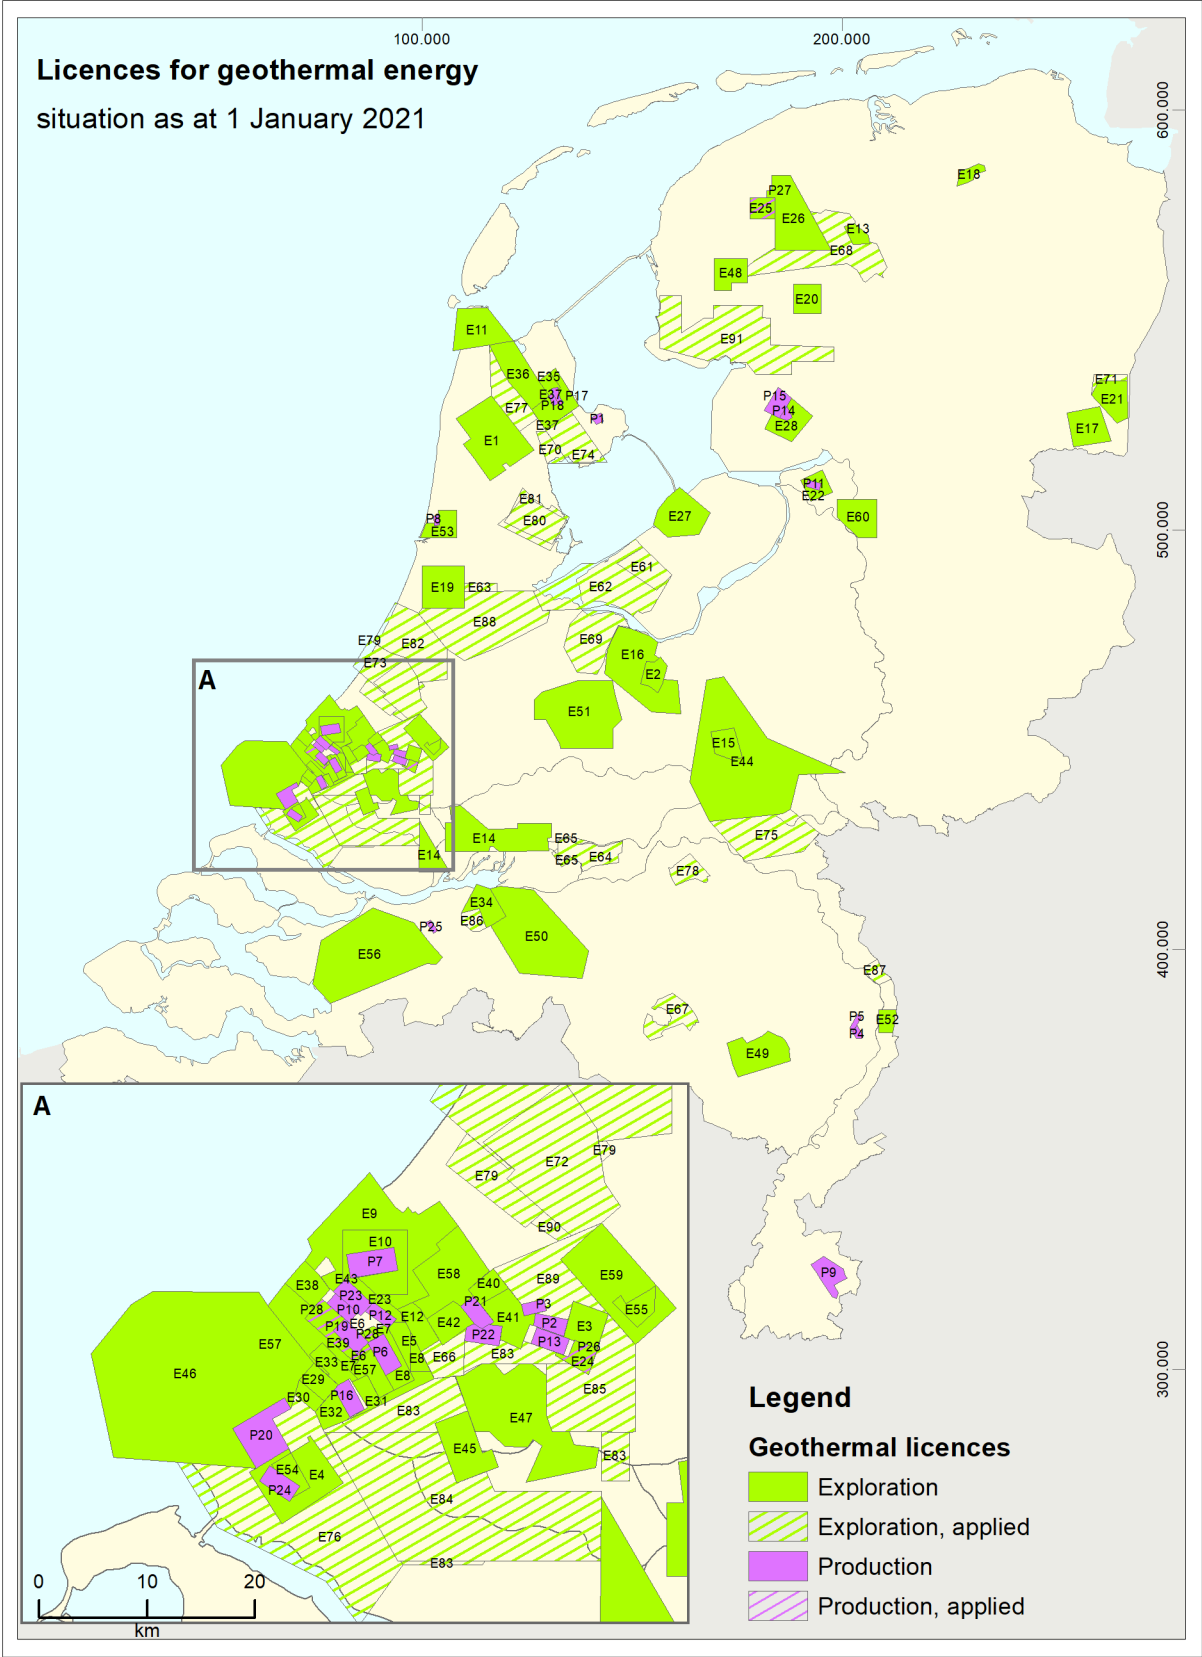 100.000
200.000
Licences for geothermal energy
situation as at 1 January 2021
600.000
E18
P27
E25
E26
E13
E68
E48
E20
E11
E91
E36
E35
E71
E37
P17
P15
E21
E77
P18
P14
P1
E1
E37
E28
E17
E70
E74
P11
E81
E22
P8
E80
E27
E60
E53
500.000
E61
E19
E63
E62
E88
E79
E82
E69
E73
E16
A
E2
E51
E15
E44
E14
E65
E75
E14
E65
E64
E78
E34
E86
P25
E50
E56
400.000
E87
E67
P5
E52
P4
E49
A
E72
E79
E79
E9
E90
E10
P7
P9
E43
E58
E89
E59
E38
E40
P23
E23
P21
P28
P10
P12
E12
E41
P3
E55
E6
E7
E42
P2
E3
P19
P28
E5
P22
P13
P26
E39
P6
E6
E8
E66
E83
E24
E33
E7
E57
E57
E8
E46
E29
E85
300.000
E30
P16
E31
E32
E83
E47
P20
E45
E83
E54
E4
P24
E84
E76
E83
0
10
20
km
Legend
Geothermal licences
Exploration
Exploration, applied
Production
Production, applied